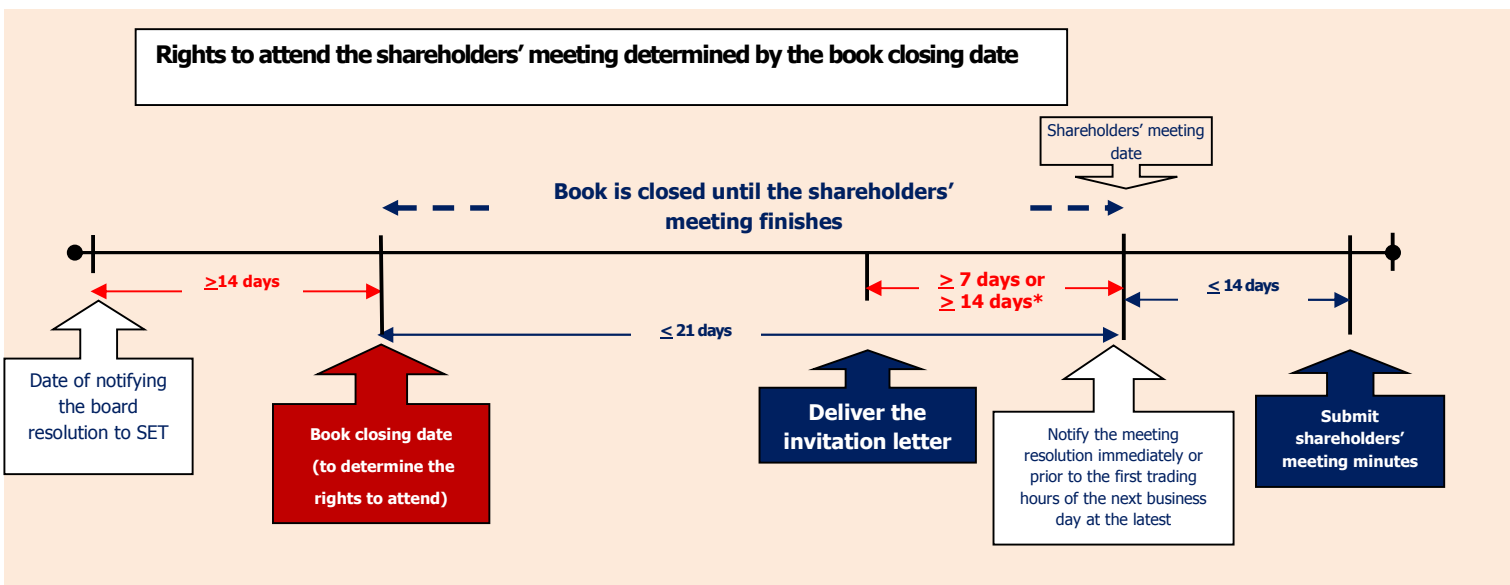 Rights to attend the shareholders’ meeting determined by the book closing date
Shareholders’ meeting
date
Book is closed until the shareholders’
meeting finishes
≥14 days
≥ 7 days or
≥ 14 days*
≤ 14 days
≤ 21 days
Date of notifying
the board
resolution to SET
Book closing date
(to determine the
rights to attend)
Deliver the
invitation letter
Notify the meeting
resolution immediately or
prior to the first trading
hours of the next business
day at the latest
Submit
shareholders’
meeting minutes